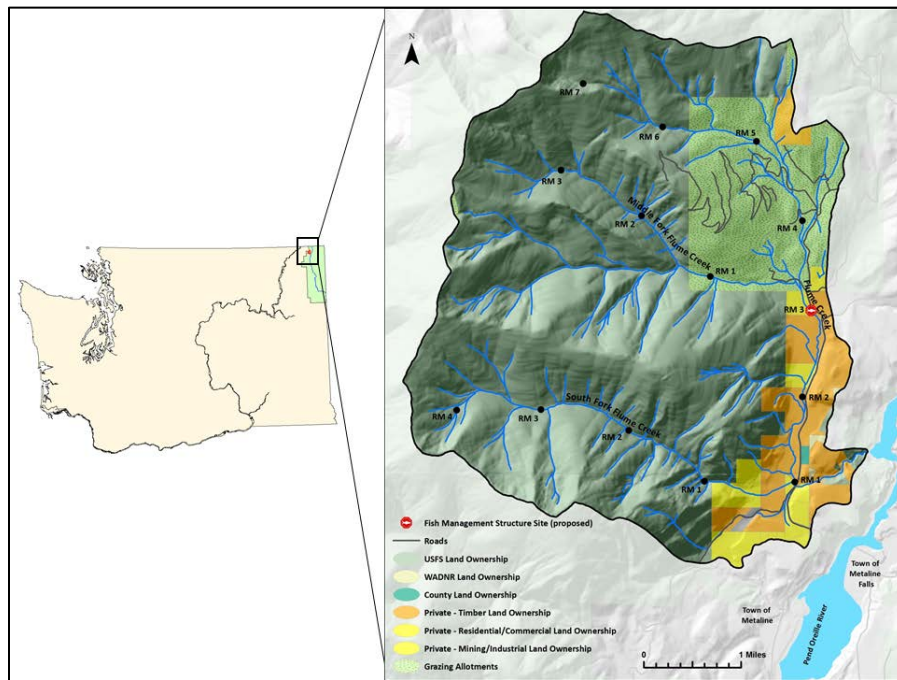 N
RM 7
RM 6
RM 5
RM 3
RM 2
Middle Fork Flume Creek
RM 4
RM 1
Flume Creek
RM 3
RM 2
South Fork Flume Creek
RM 4
RM 3
RM 2
RM 1
RM 1
Fish Management Structure Site (proposed)
Roads
USFS Land Ownership
WADNR Land Ownership
County Land Ownership
Private - Timber Land Ownership
Private - Residential/Commercial Land Ownership
Private - Mining/Industrial Land Ownership
Grazing Allotments
Town of
Metaline
Falls
Town of
Metaline
Pend Oreille River
0
1 Miles